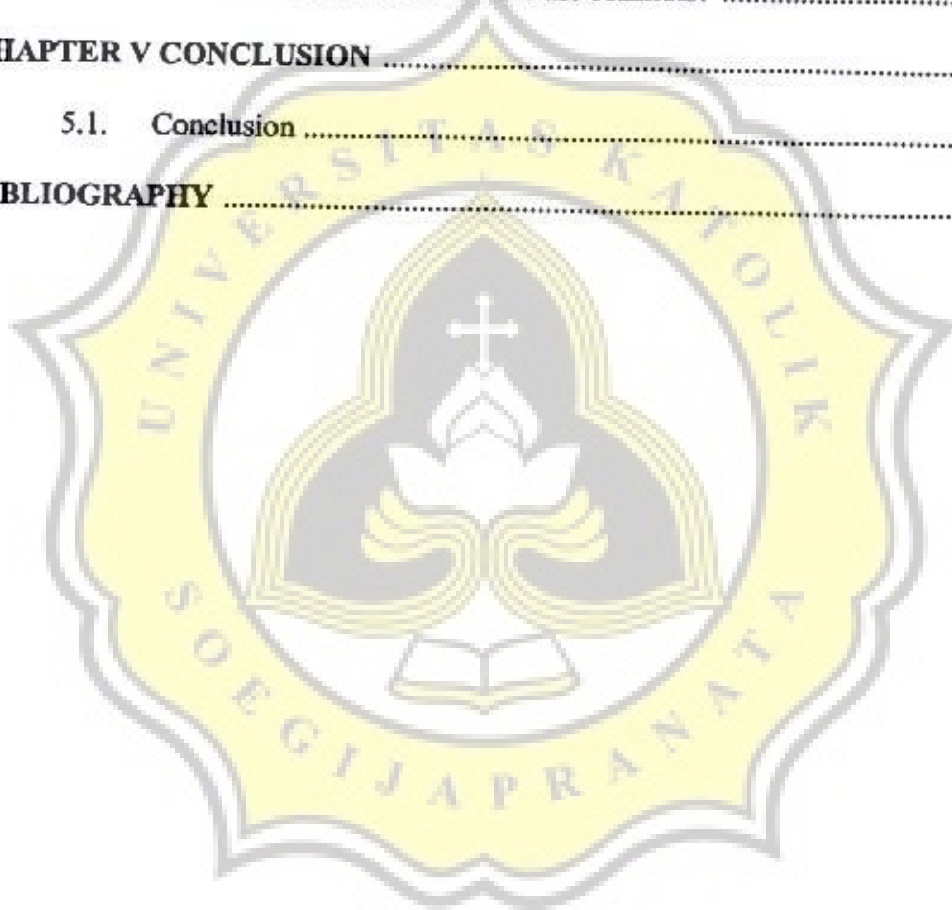 HAPTER V CONCLUSION ........................................................................
5.1. Conclusion ........................................................................
BLIOGRAPHY ........................................................................
UNIVERSITAS KATOLIK
SOEGIJAPRANATA